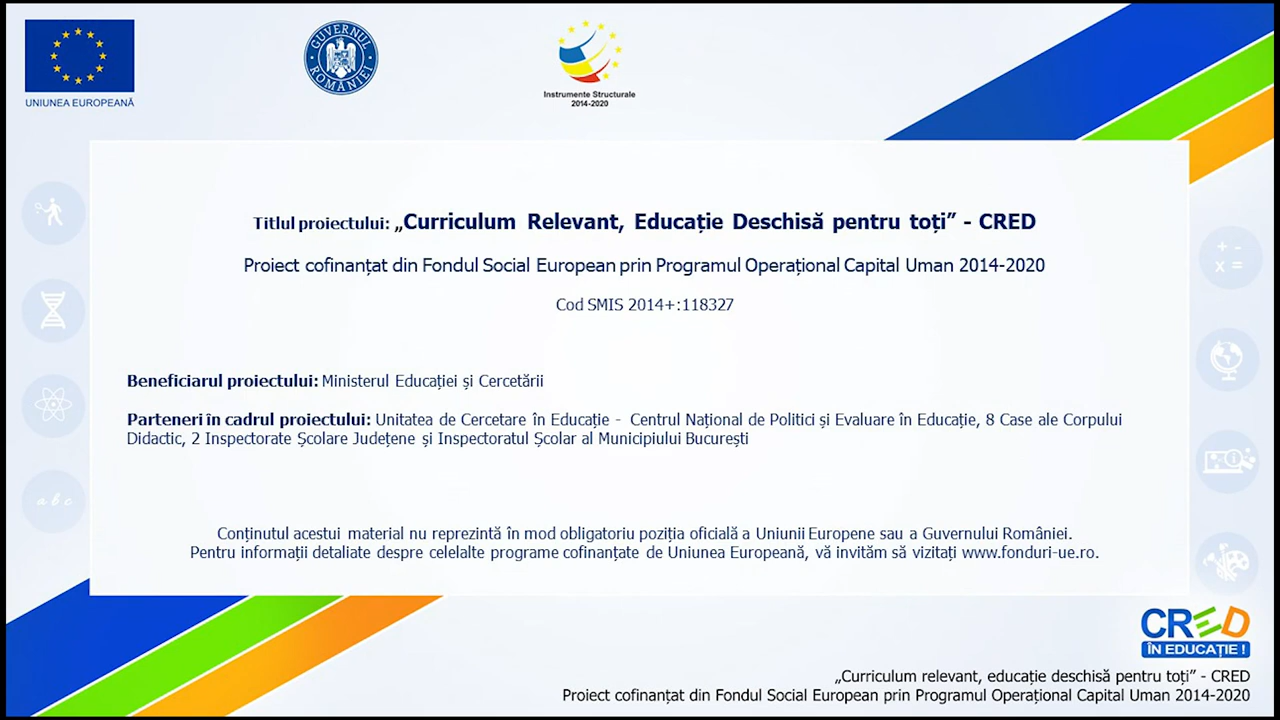 UNIUNEA EUROPEANĂ
GUVERNUL ROMÂNIEI
Instrumente Structurale
2014-2020
Titlul proiectului: „Curriculum Relevant, Educație Deschisă pentru toți” - CRED
Proiect cofinanțat din Fondul Social European prin Programul Operațional Capital Uman 2014-2020
Cod SMIS 2014+:118327
Beneficiarul proiectului: Ministerul Educației și Cercetării
Parteneri în cadrul proiectului: Unitatea de Cercetare în Educație - Centrul Național de Politici și Evaluare în Educație, 8 Case ale Corpului
Didactic, 2 Inspectorate Școlare Județene și Inspectoratul Școlar al Municipiului București
a b c
Conținutul acestui material nu reprezintă în mod obligatoriu poziția oficială a Uniunii Europene sau a Guvernului României.
Pentru informații detaliate despre celelalte programe cofinanțate de Uniunea Europeană, vă invităm să vizitați www.fonduri-ue.ro.
CRED
ÎN EDUCAȚIE !
„Curriculum relevant, educație deschisă pentru toți” - CRED
Proiect cofinanțat din Fondul Social European prin Programul Operațional Capital Uman 2014-2020